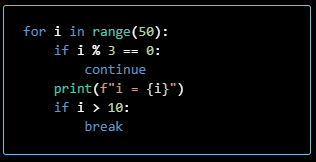 for i in range(50):
    if i % 3 == 0:
        continue
    print(f"i = {i}")
    if i > 10:
        break